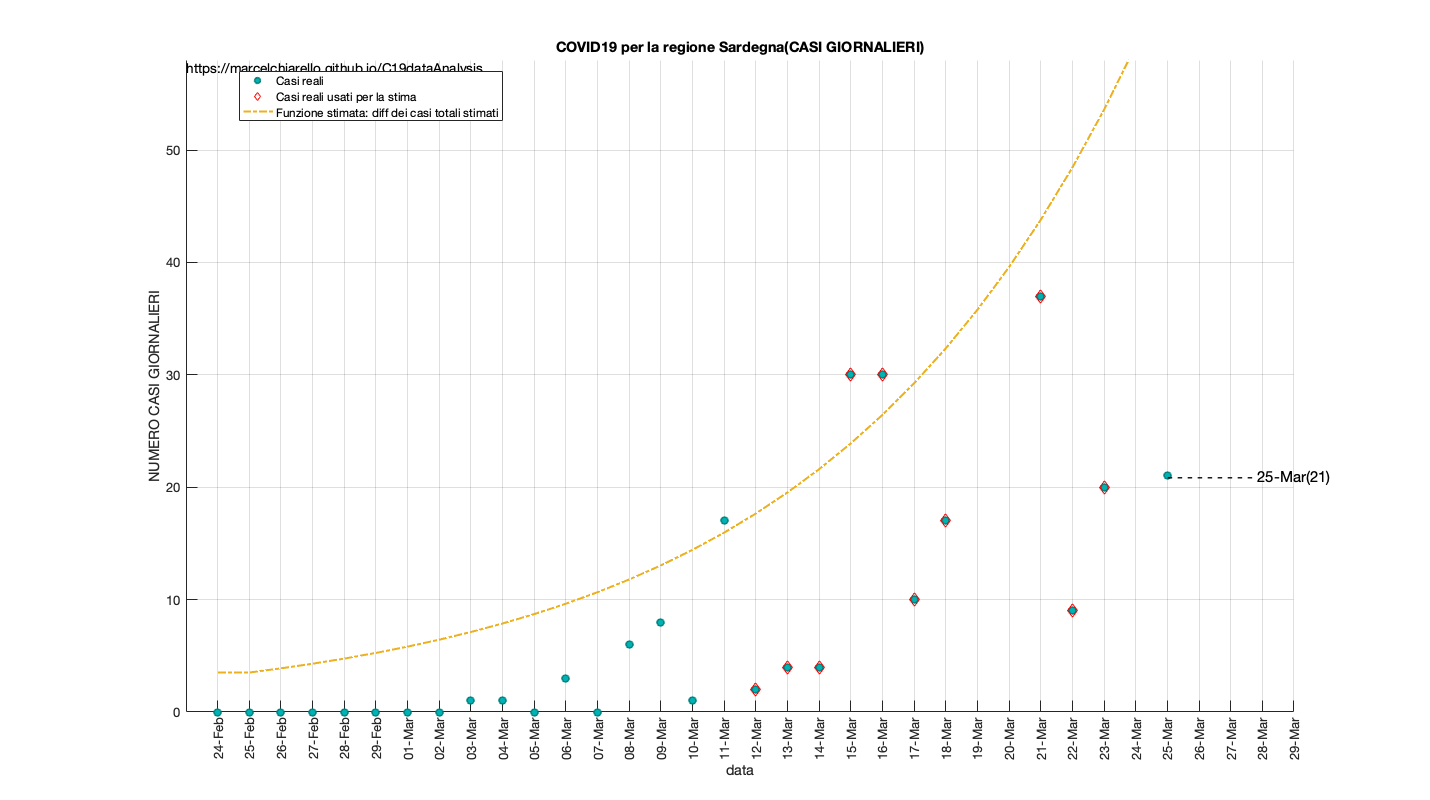 COVID19 per la regione Sardegna(CASI GIORNALIERI)
https://marcelchiarello.github.io/C19dataAnalysis
Casi reali
Casi reali usati per la stima
Funzione stimata: diff dei casi totali stimati
NUMERO CASI GIORNALIERI
50
40
30
20
10
0
25-Mar(21)
24-Feb
25-Feb
26-Feb
27-Feb
28-Feb
29-Feb
01-Mar
02-Mar
03-Mar
04-Mar
05-Mar
06-Mar
07-Mar
08-Mar
09-Mar
10-Mar
11-Mar
12-Mar
13-Mar
14-Mar
15-Mar
16-Mar
17-Mar
18-Mar
19-Mar
20-Mar
21-Mar
22-Mar
23-Mar
24-Mar
25-Mar
26-Mar
27-Mar
28-Mar
29-Mar
data